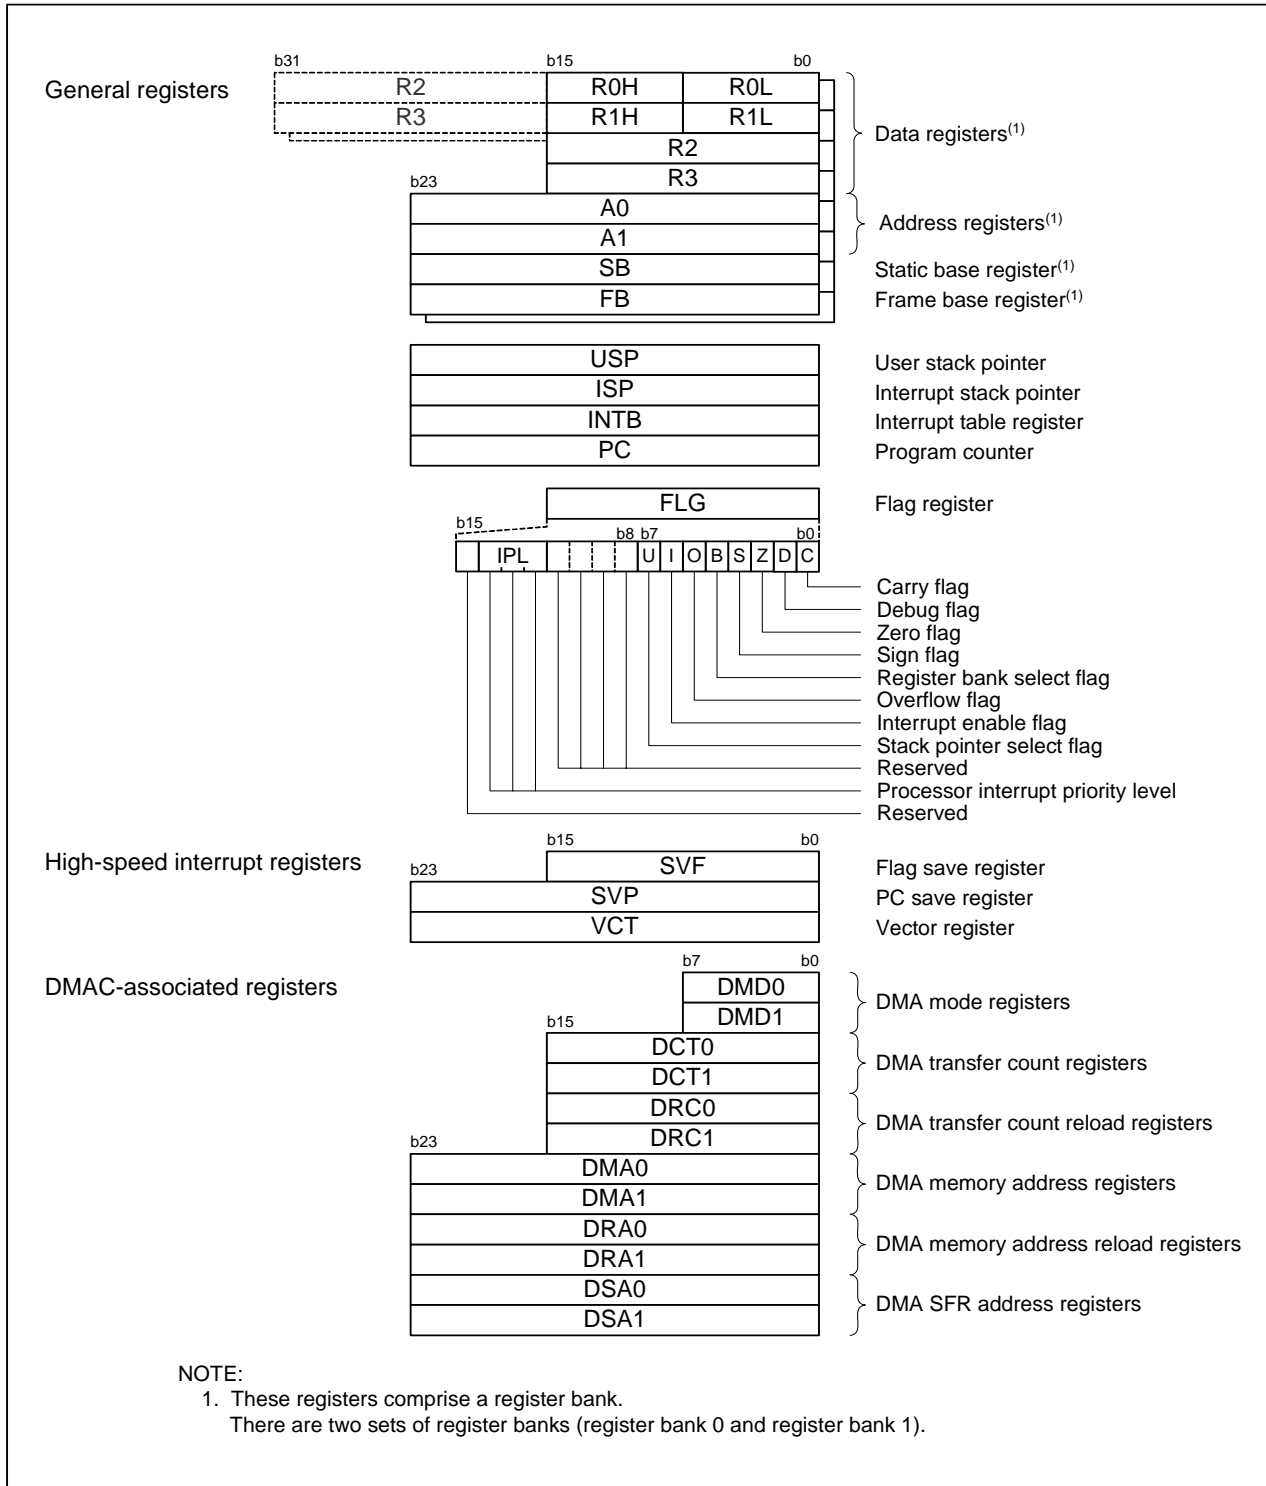 b31 b15 b0
General registers R2 R0H R0L
R3 R1H R1L
Data registers(1)
R2
b23 R3
A0
Address registers(1)
A1
SB Static base register(1)
FB Frame base register(1)
USP User stack pointer
ISP Interrupt stack pointer
INTB Interrupt table register
PC Program counter
FLG Flag register
b15 b8 b7 b0
IPL U I O B S Z D C
Carry flag
Debug flag
Zero flag
Sign flag
Register bank select flag
Overflow flag
Interrupt enable flag
Stack pointer select flag
Reserved
Processor interrupt priority level
Reserved
b15 b0
High-speed interrupt registers b23 SVF Flag save register
SVP PC save register
VCT Vector register
b7 b0
DMAC-associated registers DMD0
DMA mode registers
b15 DMD1
DCT0
DMA transfer count registers
DCT1
DRC0
DMA transfer count reload registers
b23 DRC1
DMA0
DMA memory address registers
DMA1
DRA0
DMA memory address reload registers
DRA1
DSA0
DMA SFR address registers
DSA1
NOTE:
1. These registers comprise a register bank.
There are two sets of register banks (register bank 0 and register bank 1).